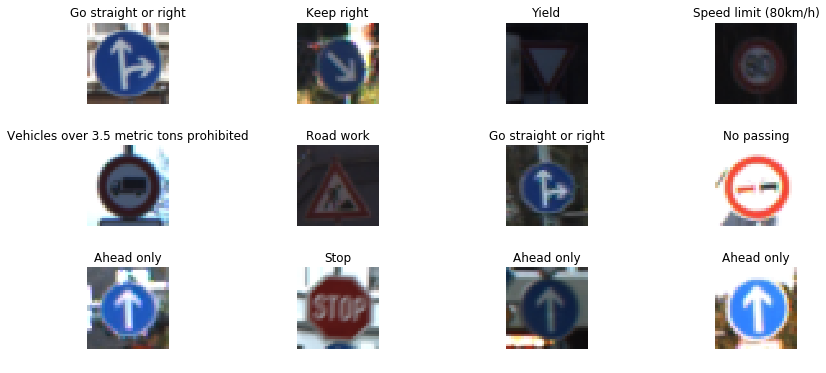 Go straight or right
Keep right
Yield
Speed limit (80km/h)
80
Vehicles over 3.5 metric tons prohibited
Road work
Go straight or right
No passing
Ahead only
Stop
Ahead only
Ahead only
STOP